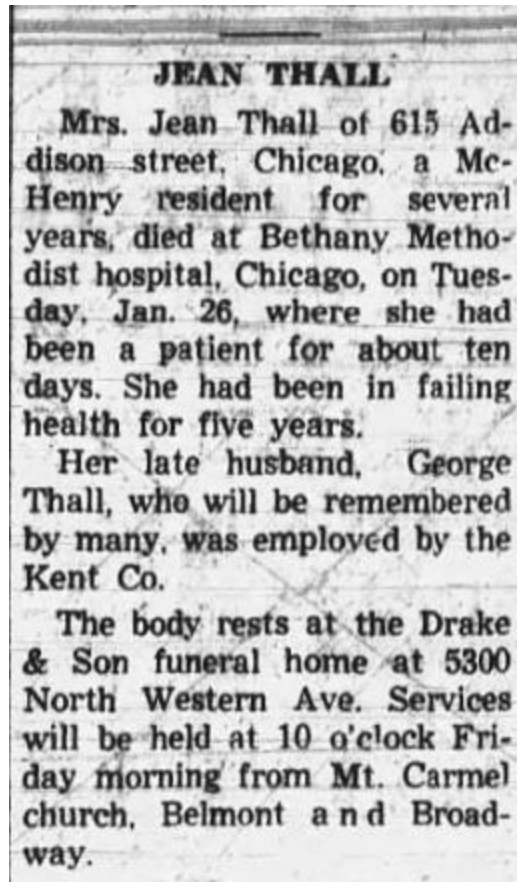 JEAN THALL
Mrs. Jean Thall of 615 Ad-
dison street, Chicago, a Mc-
Henry resident for several
years, died at Bethany Metho-
dist hospital, Chicago, on Tues-
day, Jan. 26, where she had
been a patient for about ten
days. She had been in failing
health for five years.
Her late husband, George
Thall, who will be remembered
by many, was employed by the
Kent Co.
The body rests at the Drake
& Son funeral home at 5300
North Western Ave. Services
will be held at 10 o'clock Fri-
day morning from Mt. Carmel
church, Belmont and Broad-
way.